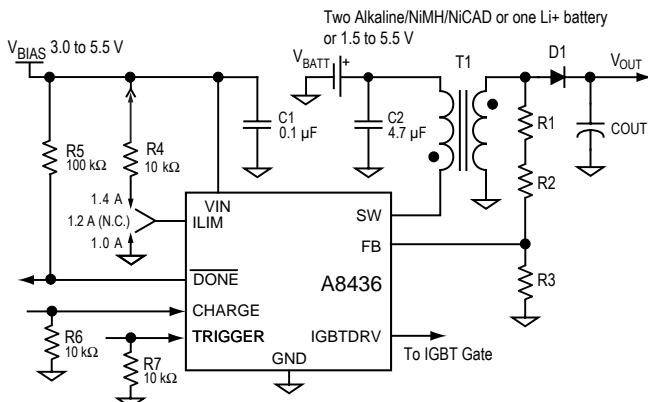 Two Alkaline/NiMH/NiCAD or one Li+ battery
or 1.5 to 5.5 V
VBIAS 3.0 to 5.5 V
VBATT
+
T1
D1
VOUT
C1
0.1 µF
C2
4.7 µF
R1
COUT
R5
100 kΩ
R4
10 kΩ
R2
1.4 A
1.2 A (N.C.)
1.0 A
VIN
ILIM
SW
FB
DONE
A8436
R3
CHARGE
TRIGGER
IGBTDRV
R6
10 kΩ
R7
10 kΩ
GND
To IGBT Gate